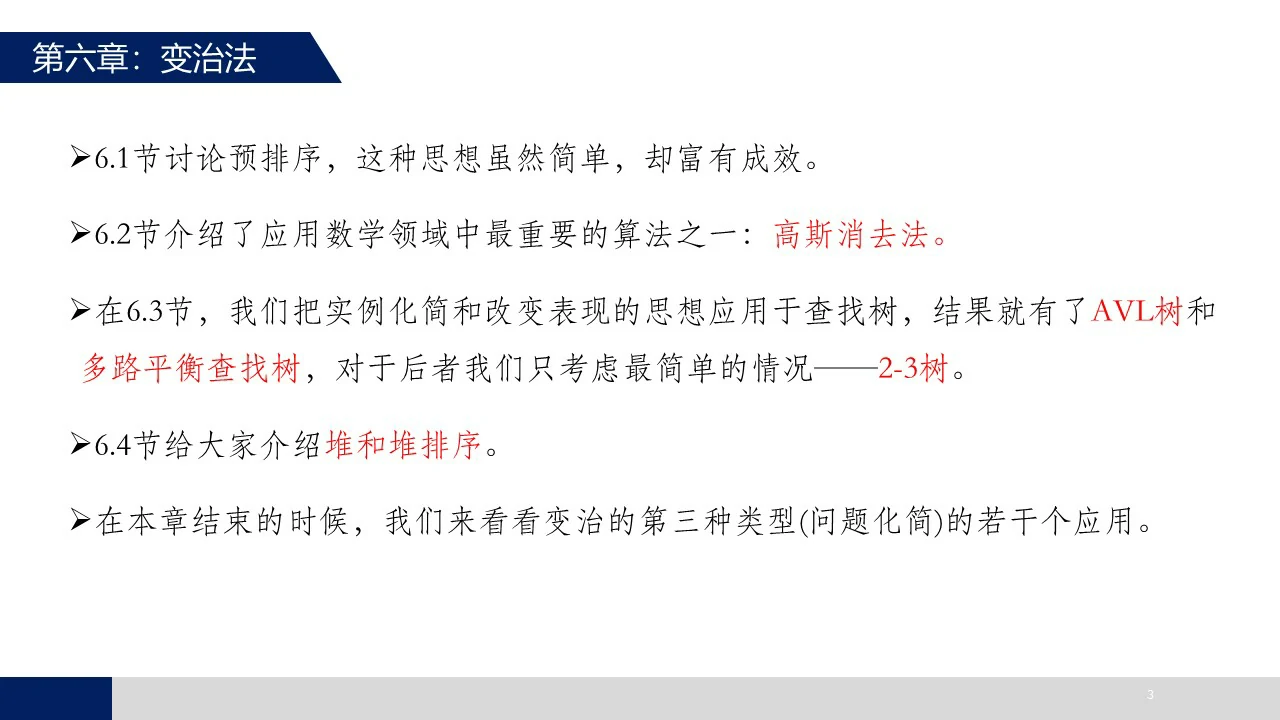 第六章：变治法
➢6.1节讨论预排序，这种思想虽然简单，却富有成效。
➢6.2节介绍了应用数学领域中最重要的算法之一：高斯消去法。
➢在6.3节，我们把实例化简和改变表现的思想应用于查找树，结果就有了AVL树和
多路平衡查找树，对于后者我们只考虑最简单的情况——2-3树。
➢6.4节给大家介绍堆和堆排序。
➢在本章结束的时候，我们来看看变治的第三种类型(问题化简)的若干个应用。
3